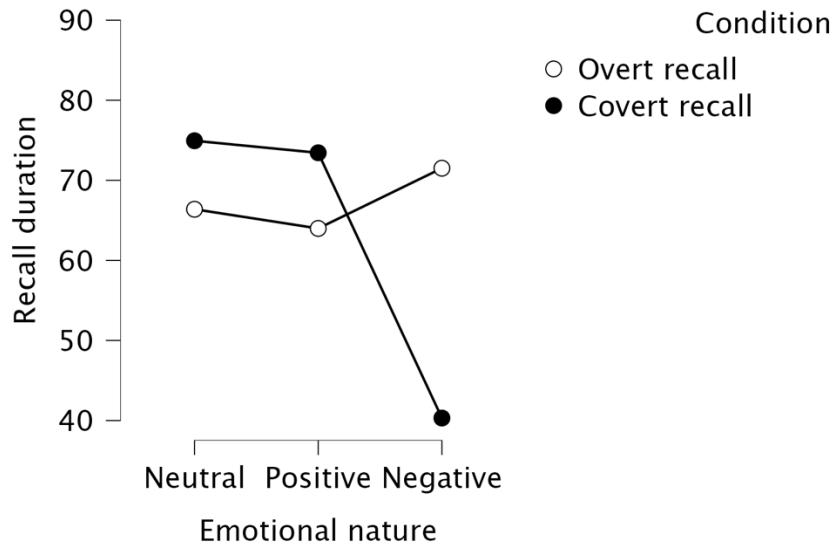 Condition
Overt recall
Covert recall
90
80
70
60
50
40
Recall duration
Neutral Positive Negative
Emotional nature